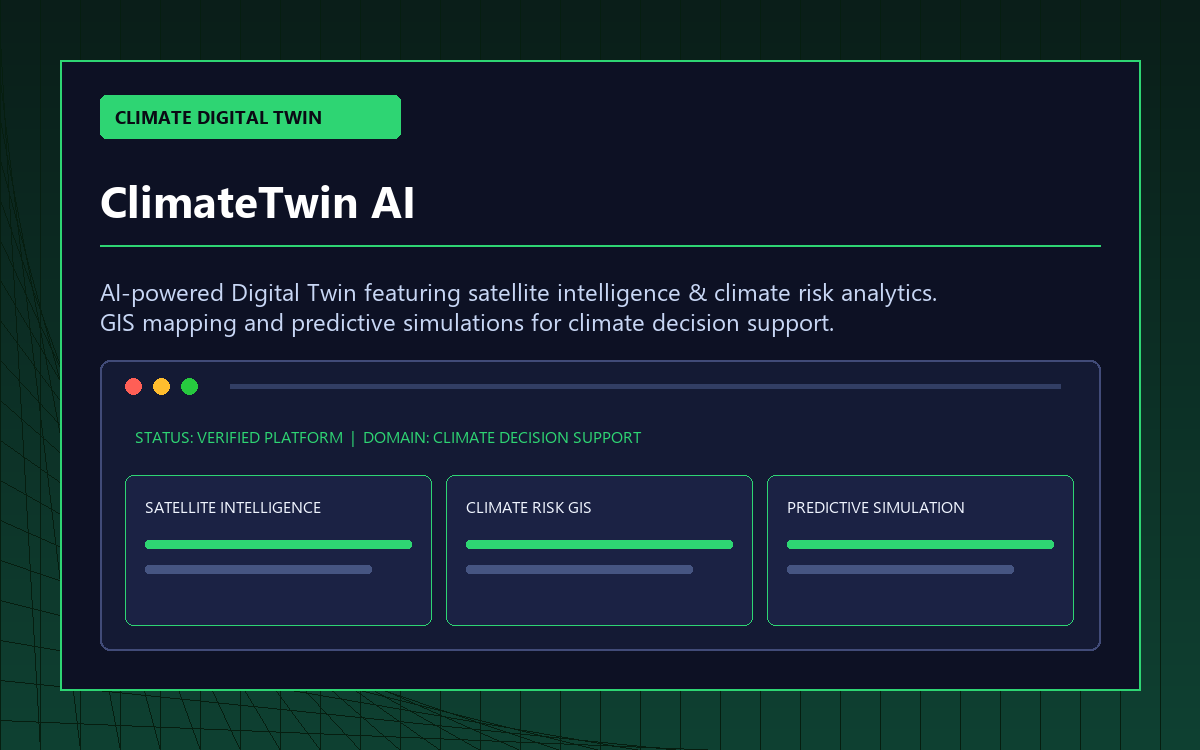 CLIMATE DIGITAL TWIN
ClimateTwin AI
AI-powered Digital Twin featuring satellite intelligence & climate risk analytics.
GIS mapping and predictive simulations for climate decision support.
STATUS: VERIFIED PLATFORM | DOMAIN: CLIMATE DECISION SUPPORT
SATELLITE INTELLIGENCE
CLIMATE RISK GIS
PREDICTIVE SIMULATION